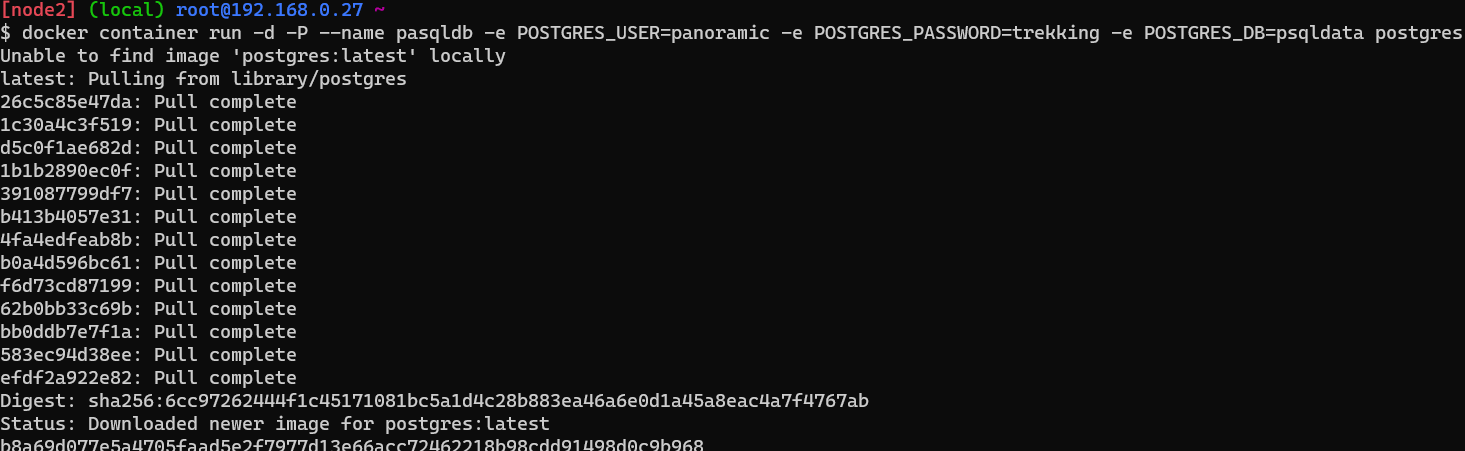 [node2] (local) root@192.168.0.27 ~
$ docker container run -d -P --name pasqldb -e POSTGRES_USER=panoramic -e POSTGRES_PASSWORD=trekking -e POSTGRES_DB=psqldata postgres
Unable to find image 'postgres:latest' locally
latest: Pulling from library/postgres
26c5c85e47da: Pull complete
1c30a4c3f519: Pull complete
d5c0f1ae682d: Pull complete
1b1b2890ec0f: Pull complete
391087799df7: Pull complete
b413b4057e31: Pull complete
4fa4edfeab8b: Pull complete
b0a4d596bc61: Pull complete
f6d73cd87199: Pull complete
62b0bb33c69b: Pull complete
bb0ddb7e7f1a: Pull complete
583ec94d38ee: Pull complete
efdf2a922e82: Pull complete
Digest: sha256:6cc97262444f1c45171081bc5a1d4c28b883ea46a6e0d1a45a8eac4a7f4767ab
Status: Downloaded newer image for postgres:latest
b8a69d077e5a4705faad5e2f7977d13e66acc72462218b98cdd91498d0c9b968